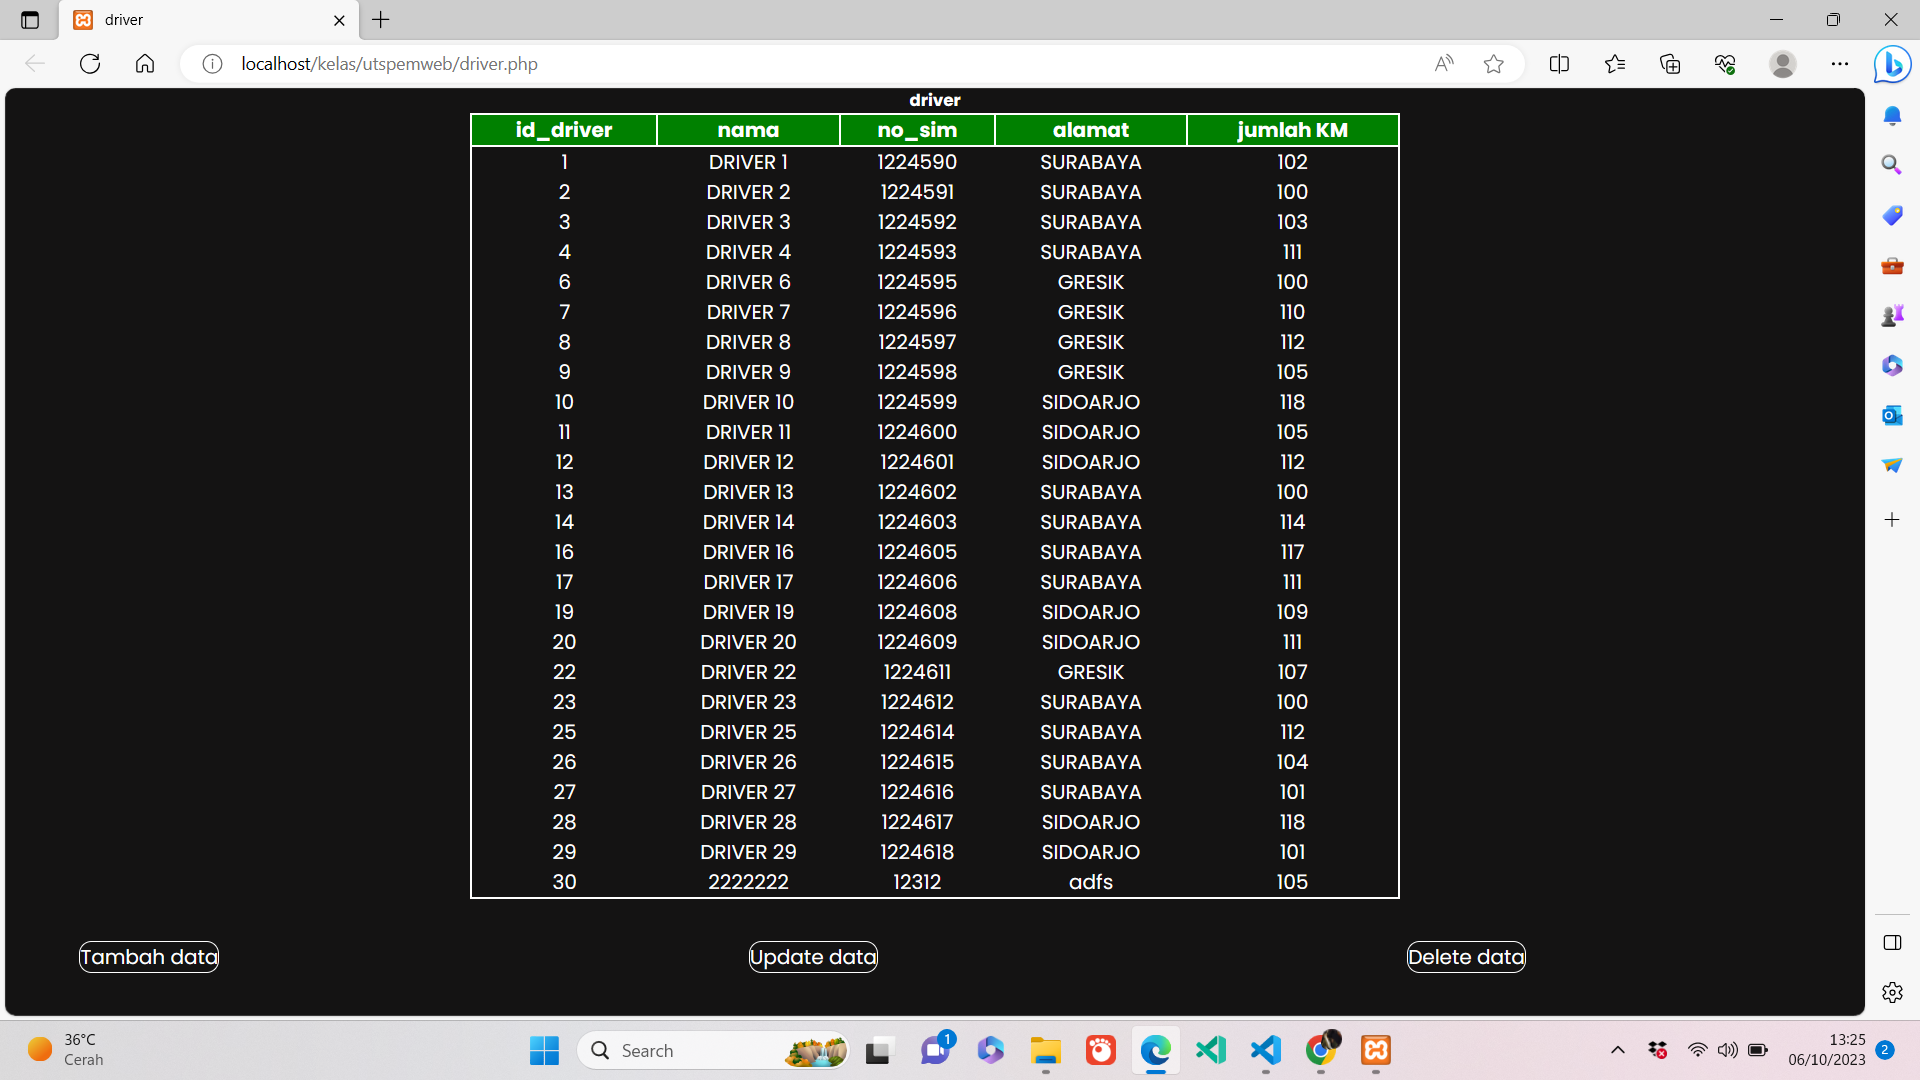 driver
localhost/kelas/utspemweb/driver.php
driver
id_driver nama no_sim alamat jumlah KM
1 DRIVER 1 1224590 SURABAYA 102
2 DRIVER 2 1224591 SURABAYA 100
3 DRIVER 3 1224592 SURABAYA 103
4 DRIVER 4 1224593 SURABAYA 111
6 DRIVER 6 1224595 GRESIK 100
7 DRIVER 7 1224596 GRESIK 110
8 DRIVER 8 1224597 GRESIK 112
9 DRIVER 9 1224598 GRESIK 105
10 DRIVER 10 1224599 SIDOARJO 118
11 DRIVER 11 1224600 SIDOARJO 105
12 DRIVER 12 1224601 SIDOARJO 112
13 DRIVER 13 1224602 SURABAYA 100
14 DRIVER 14 1224603 SURABAYA 114
16 DRIVER 16 1224605 SURABAYA 117
17 DRIVER 17 1224606 SURABAYA 111
19 DRIVER 19 1224608 SIDOARJO 109
20 DRIVER 20 1224609 SIDOARJO 111
22 DRIVER 22 1224611 GRESIK 107
23 DRIVER 23 1224612 SURABAYA 100
25 DRIVER 25 1224614 SURABAYA 112
26 DRIVER 26 1224615 SURABAYA 104
27 DRIVER 27 1224616 SURABAYA 101
28 DRIVER 28 1224617 SIDOARJO 118
29 DRIVER 29 1224618 SIDOARJO 101
30 2222222 12312 adfs 105
Tambah data Update data Delete data
36°C
Cerah
Search
1
13:25
06/10/2023
2